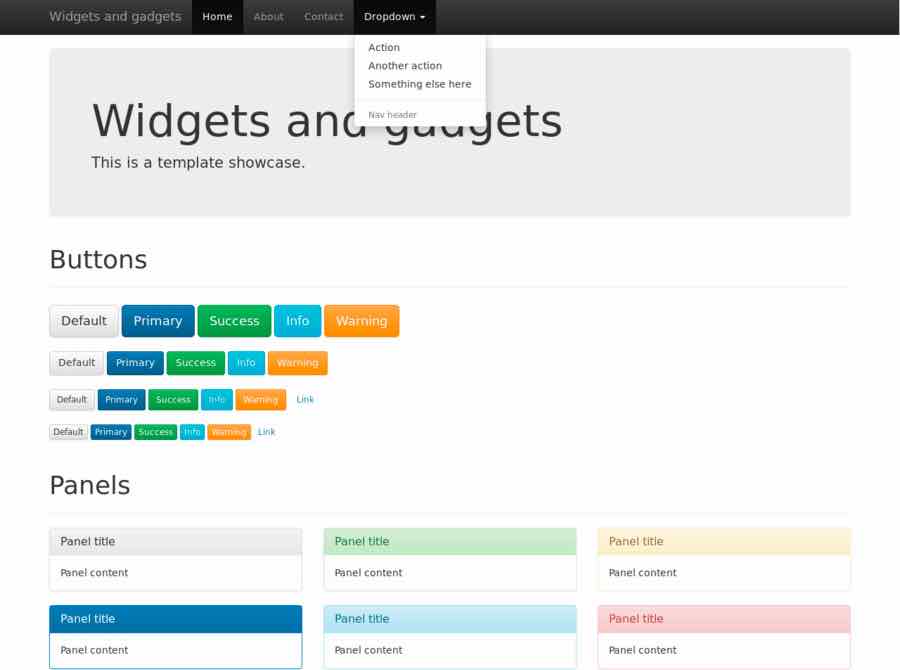 Widgets and gadgets Home About Contact Dropdown
Action
Another action
Something else here
Nav header
Widgets and gadgets
This is a template showcase.
Buttons
Default Primary Success Info Warning
Default Primary Success Info Warning
Default Primary Success Info Warning Link
Default Primary Success Info Warning Link
Panels
Panel title Panel title Panel title
Panel content Panel content Panel content
Panel title Panel title Panel title
Panel content Panel content Panel content